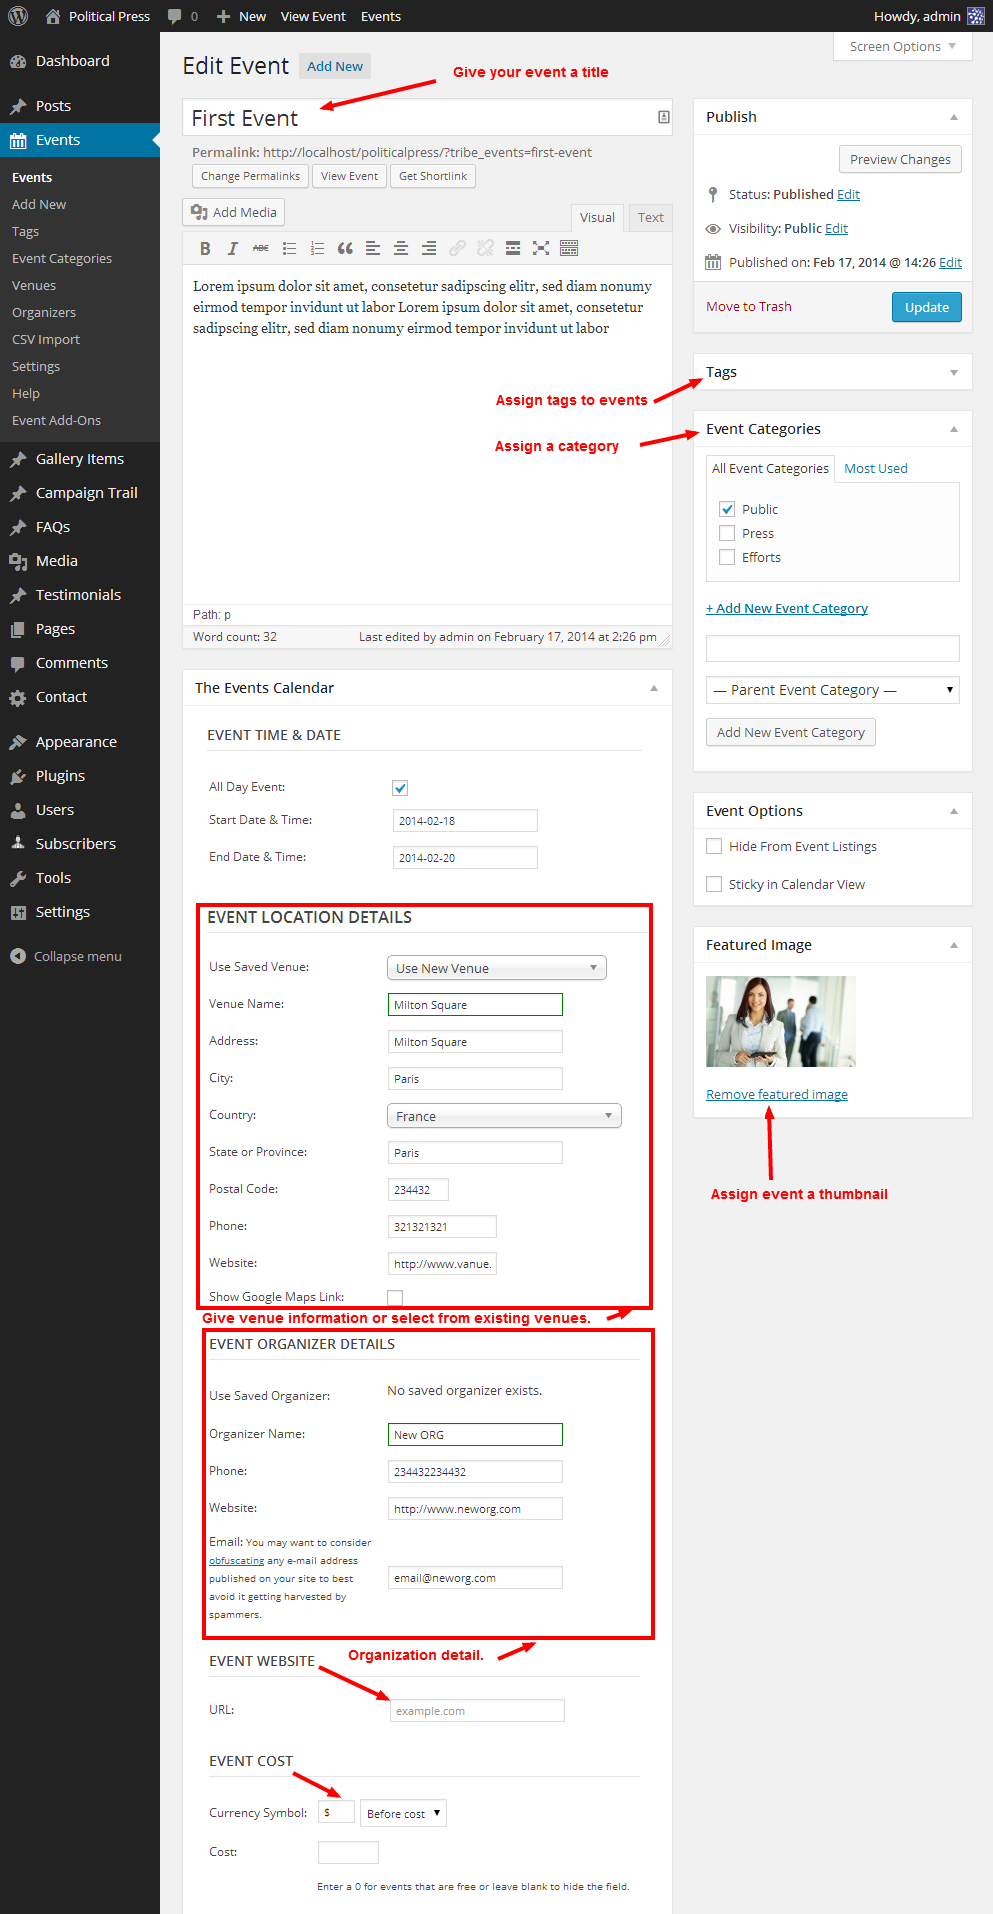 Political Press 0 New View Event Events Howdy, admin
Screen Options
Dashboard
Posts
Events
Events
Add New
Tags
Event Categories
Venues
Organizers
CSV Import
Settings
Help
Event Add-Ons
Gallery Items
Campaign Trail
FAQs
Media
Testimonials
Pages
Comments
Contact
Appearance
Plugins
Users
Subscribers
Tools
Settings
Collapse menu
Edit Event Add New
Give your event a title
First Event
Permalink: http://localhost/politicalpress/?tribe_events=first-event
Change Permalinks View Event Get Shortlink
Add Media
Visual Text
B I ABC
Lorem ipsum dolor sit amet, consetetur sadipscing elitr, sed diam nonumy
eirmod tempor invidunt ut labor Lorem ipsum dolor sit amet, consetetur
sadipscing elitr, sed diam nonumy eirmod tempor invidunt ut labor
Assign tags to events
Assign a category
Path: p
Word count: 32 Last edited by admin on February 17, 2014 at 2:26 pm
The Events Calendar
EVENT TIME & DATE
All Day Event:
Start Date & Time: 2014-02-18
End Date & Time: 2014-02-20
EVENT LOCATION DETAILS
Use Saved Venue: Use New Venue
Venue Name: Milton Square
Address: Milton Square
City: Paris
Country: France
State or Province: Paris
Postal Code: 234432
Phone: 321321321
Website: http://www.vanue.
Show Google Maps Link:
Give venue information or select from existing venues.
EVENT ORGANIZER DETAILS
Use Saved Organizer: No saved organizer exists.
Organizer Name: New ORG
Phone: 234432234432
Website: http://www.neworg.com
Email: You may want to consider
obfuscating any e-mail address
published on your site to best
avoid it getting harvested by
spammers.
email@neworg.com
Organization detail.
EVENT WEBSITE
URL: example.com
EVENT COST
Currency Symbol: $ Before cost
Cost:
Enter a 0 for events that are free or leave blank to hide the field.
Publish
Preview Changes
Status: Published Edit
Visibility: Public Edit
Published on: Feb 17, 2014 @ 14:26 Edit
Move to Trash Update
Tags
Event Categories
All Event Categories Most Used
Public
Press
Efforts
+ Add New Event Category
— Parent Event Category —
Add New Event Category
Event Options
Hide From Event Listings
Sticky in Calendar View
Featured Image
Remove featured image
Assign event a thumbnail